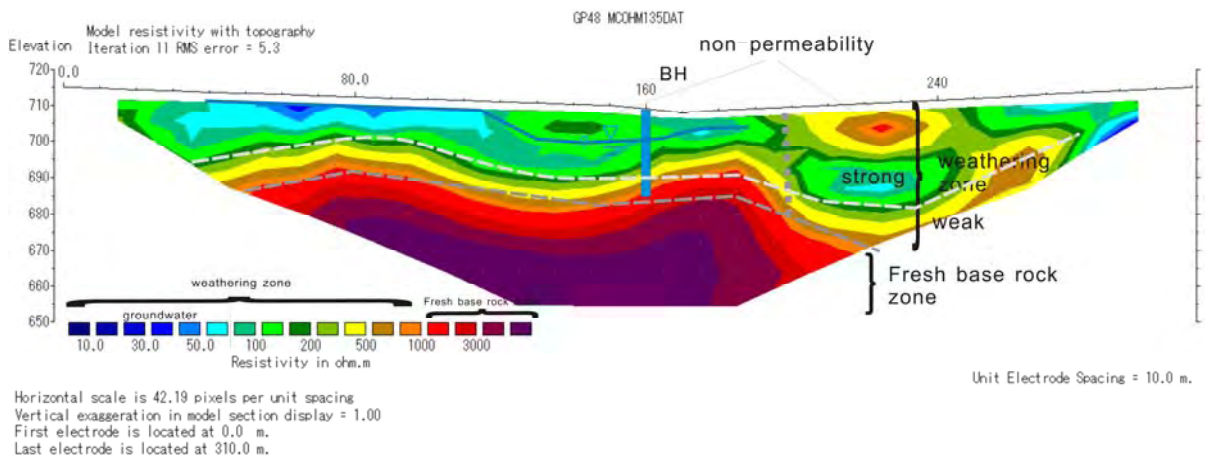 GP48 MCOHM135DAT
Model resistivity with topography
Elevation Iteration 11 RMS error = 5.3
non permeability
BH
720 0.0 80.0 160 240
710
700
690
680
670
660
650
strong
weathering
zone
weak
Fresh base rock
zone
weathering zone
Fresh base rock
groundwater
10.0 30.0 50.0 100 200 500 1000 3000
Resistivity in ohm.m
Unit Electrode Spacing = 10.0 m.
Horizontal scale is 42.19 pixels per unit spacing
Vertical exaggeration in model section display = 1.00
First electrode is located at 0.0 m.
Last electrode is located at 310.0 m.